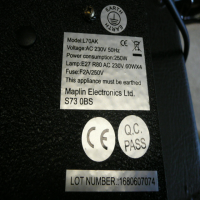 EARTH
Model:L70AK
Voltage:AC 230V 50Hz
Power consumption:250W
Lamp:E27 R80 AC 230V 60WX4
Fuse:F2A/250V
This appliance must be earthed.
Maplin Electronics Ltd.
S73 0BS
CE
Q.C.
PASS
LOT NUMBER:1680607074